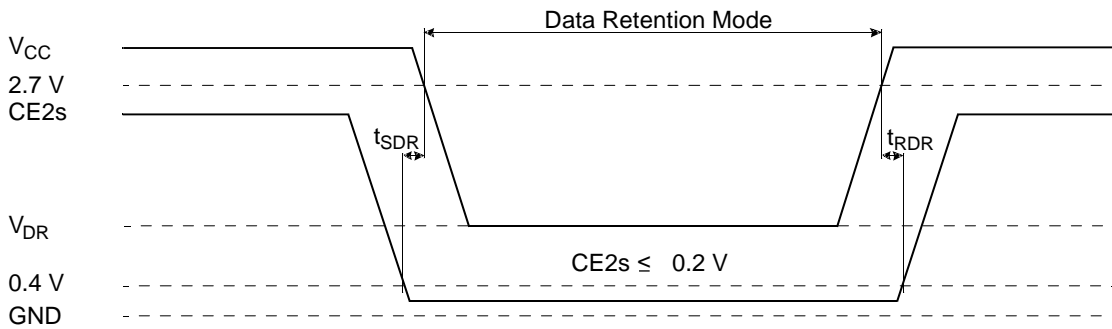 Data Retention Mode
VCC
2.7 V
CE2s
tSDR
tRDR
VDR
CE2s ≤ 0.2 V
0.4 V
GND